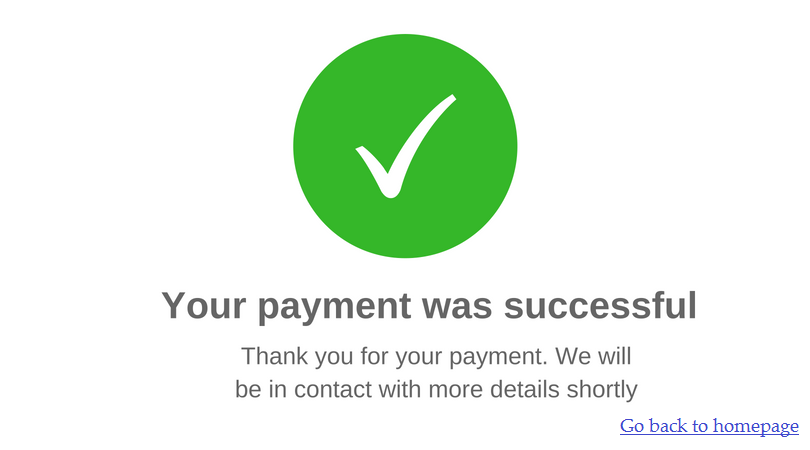 Your payment was successful
Thank you for your payment. We will
be in contact with more details shortly
Go back to homepage